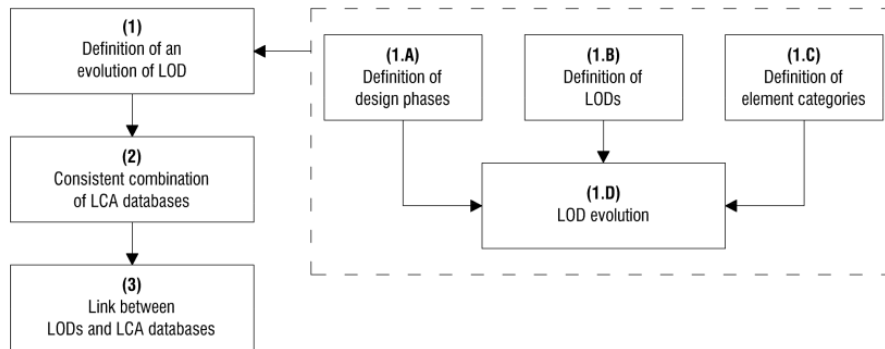 (1)
Definition of an
evolution of LOD
(2)
Consistent combination
of LCA databases
(3)
Link between
LODs and LCA databases
(1.A)
Definition of
design phases
(1.B)
Definition of
LODs
(1.C)
Definition of
element categories
(1.D)
LOD evolution